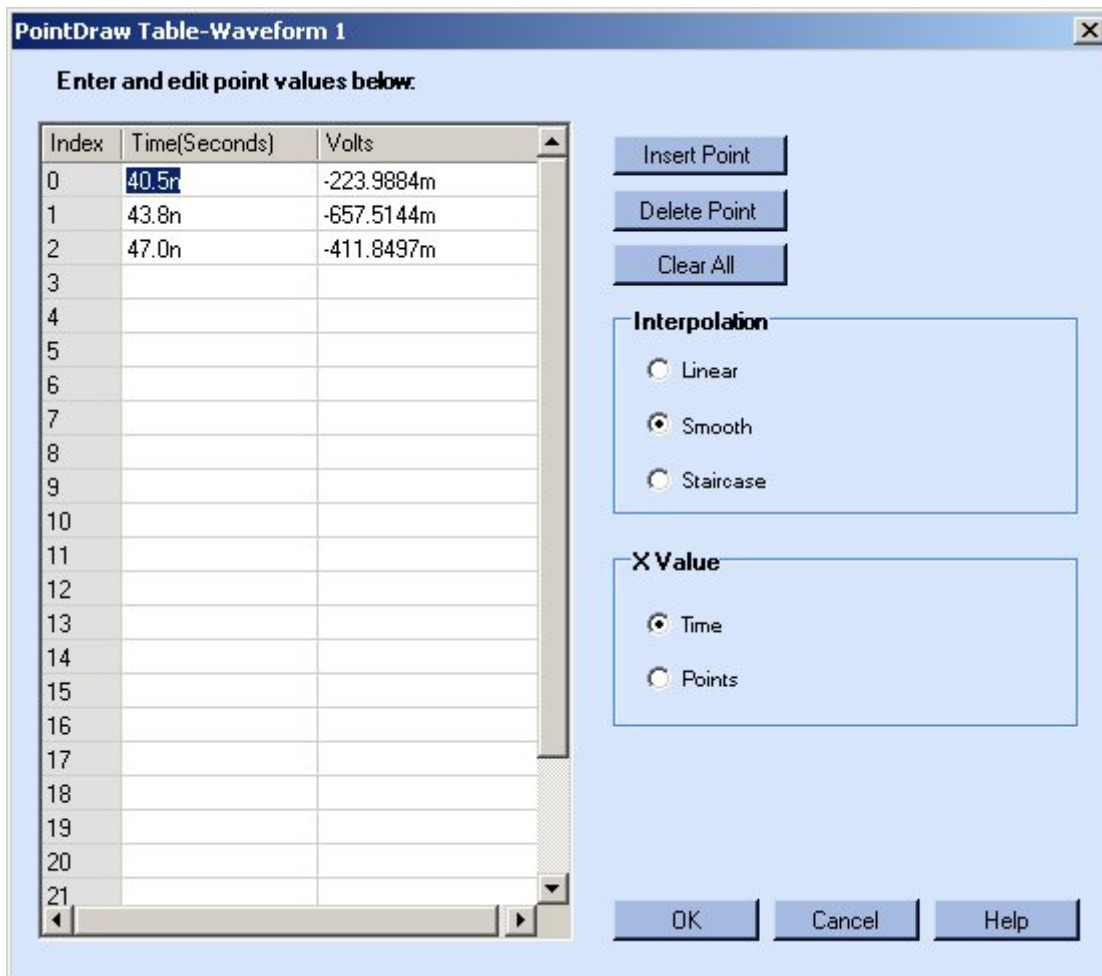 PointDraw Table-Waveform 1
Enter and edit point values below:
Index Time(Seconds) Volts
0 40.5n -223.9884m
1 43.8n -657.5144m
2 47.0n -411.8497m
3
4
5
6
7
8
9
10
11
12
13
14
15
16
17
18
19
20
21
Insert Point
Delete Point
Clear All
Interpolation
Linear
Smooth
Staircase
X Value
Time
Points
OK Cancel Help